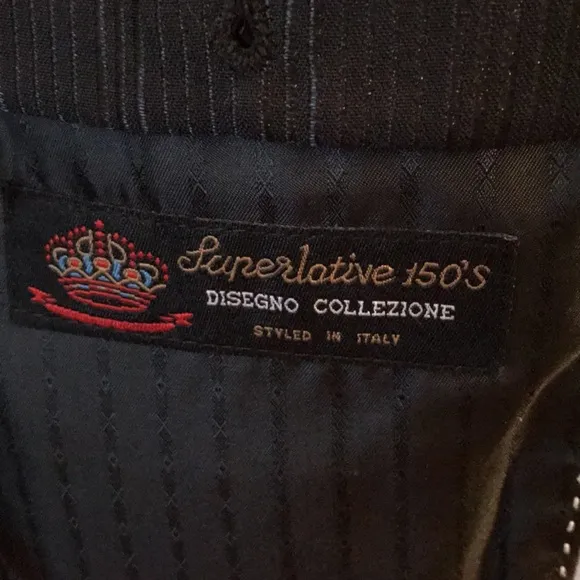 Superlative 150'S
DISEGNO COLLEZIONE
STYLED IN ITALY